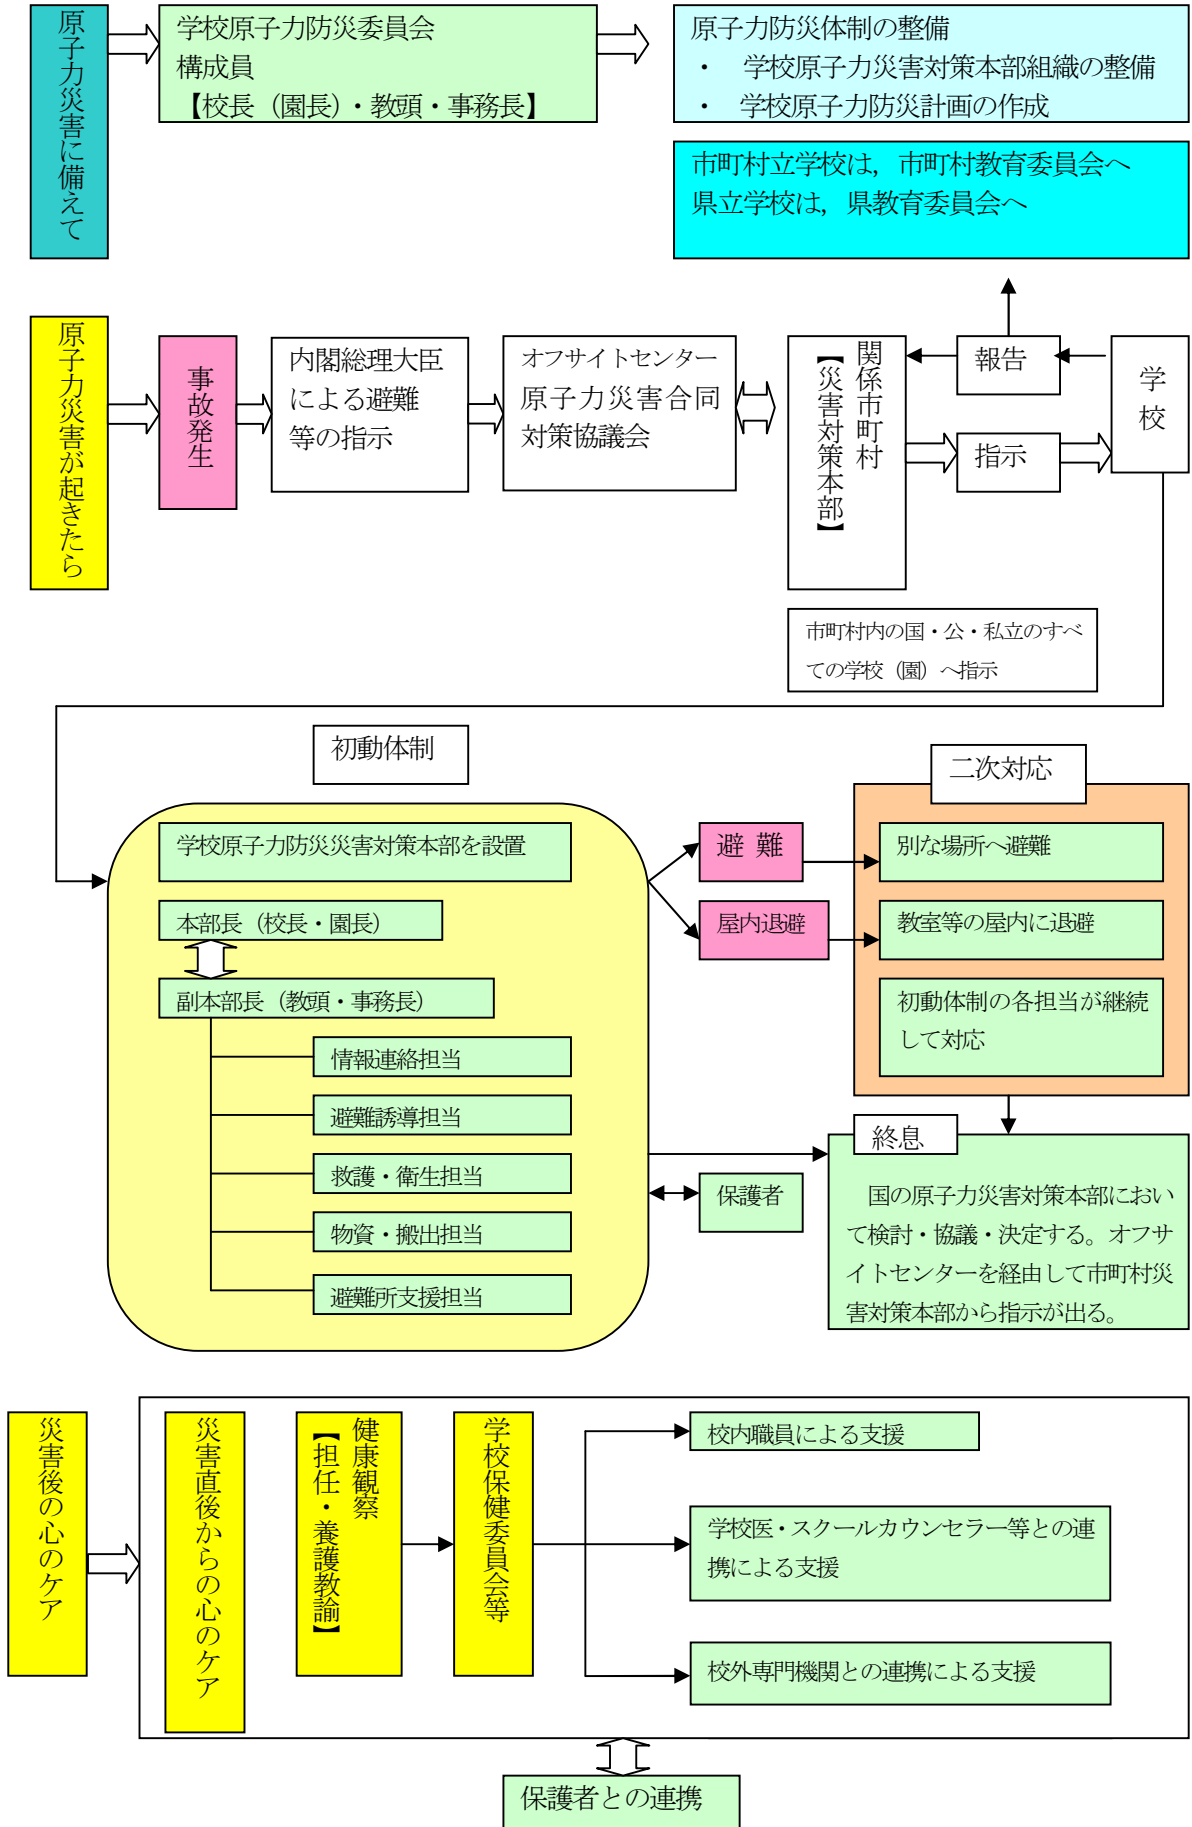 原子力災害に備えて
学校原子力防災委員会
構成員
【校長（園長）・教頭・事務長】
原子力防災体制の整備
・　学校原子力災害対策本部組織の整備
・　学校原子力防災計画の作成
市町村立学校は，市町村教育委員会へ
県立学校は，県教育委員会へ
原子力災害が起きたら
事故発生
内閣総理大臣
による避難
等の指示
オフサイトセンター
原子力災害合同
対策協議会
関係市町村
【災害対策本部】
報告
指示
学校
市町村内の国・公・私立のすべ
ての学校（園）へ指示
初動体制
学校原子力防災災害対策本部を設置
本部長（校長・園長）
副本部長（教頭・事務長）
情報連絡担当
避難誘導担当
救護・衛生担当
物資・搬出担当
避難所支援担当
避 難
屋内退避
保護者
二次対応
別な場所へ避難
教室等の屋内に退避
初動体制の各担当が継続
して対応
終息
国の原子力災害対策本部におい
て検討・協議・決定する。オフサ
イトセンターを経由して市町村災
害対策本部から指示が出る。
災害後の心のケア
災害直後からの心のケア
健康観察
【担任・養護教諭】
学校保健委員会等
校内職員による支援
学校医・スクールカウンセラー等との連
携による支援
校外専門機関との連携による支援
保護者との連携